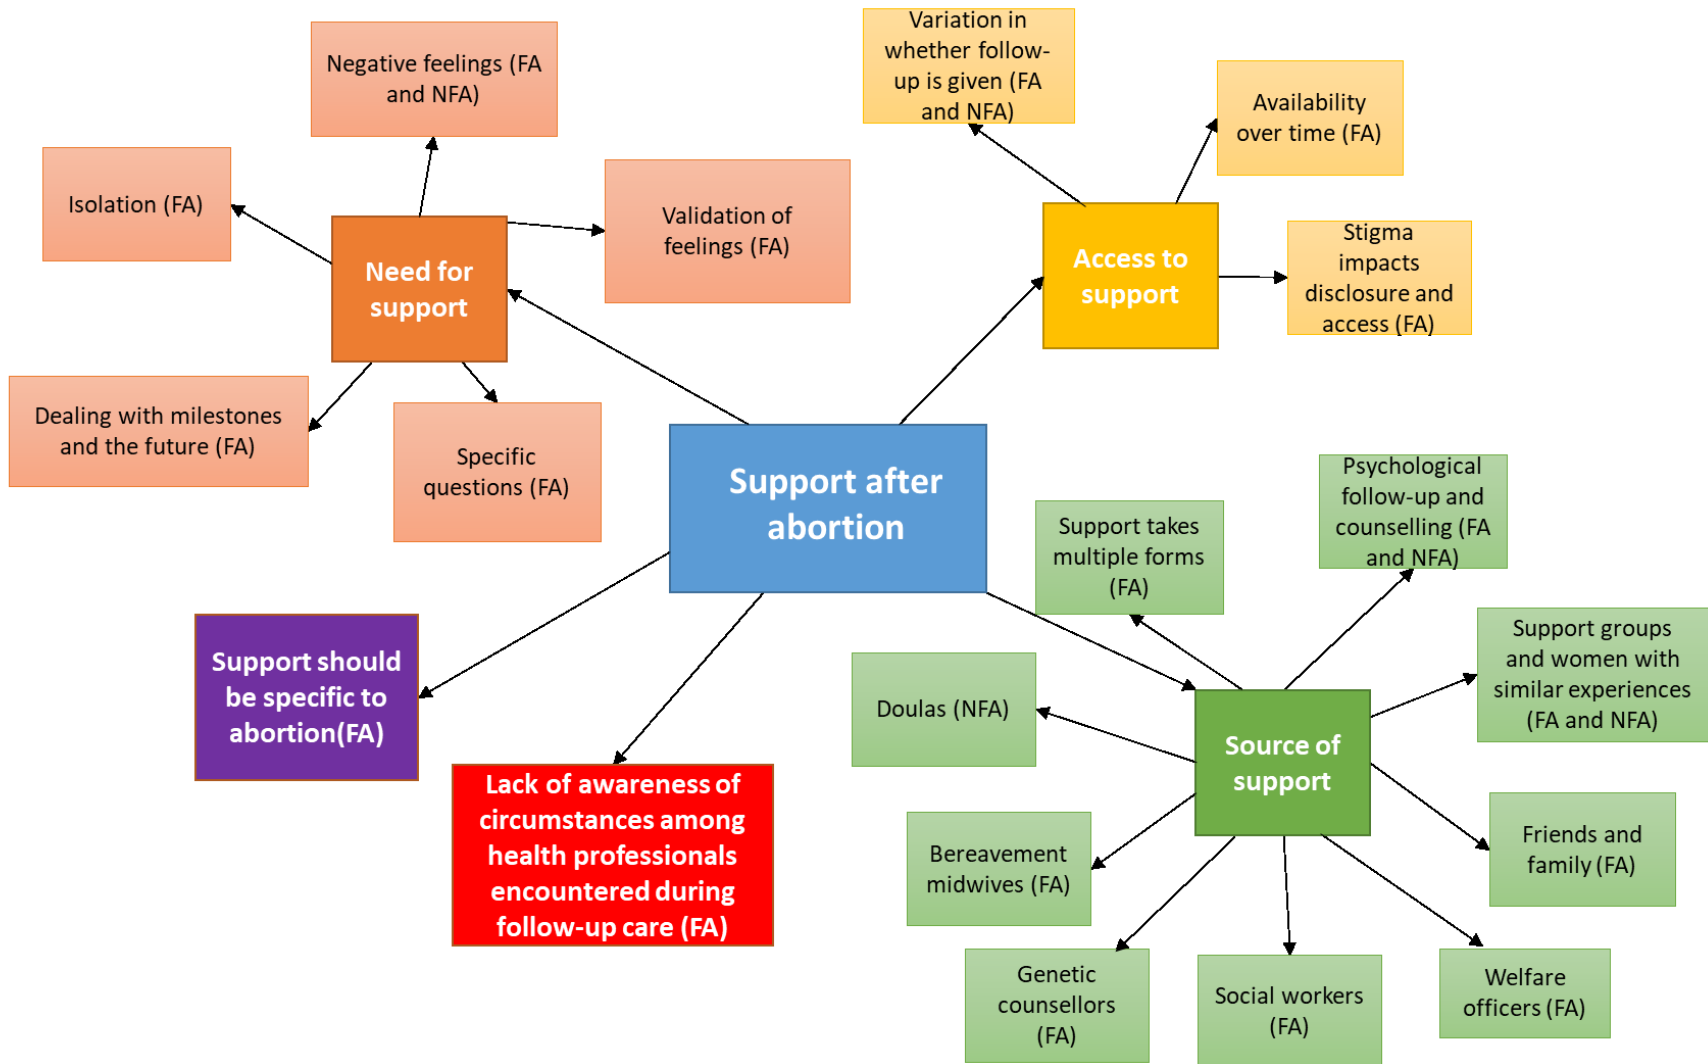 Negative feelings (FA
and NFA)
Isolation (FA)
Validation of
feelings (FA)
Need for
support
Dealing with milestones
and the future (FA)
Specific
questions (FA)
Variation in
whether follow-
up is given (FA
and NFA)
Availability
over time (FA)
Access to
support
Stigma
impacts
disclosure and
access (FA)
Support after
abortion
Support should
be specific to
abortion(FA)
Lack of awareness of
circumstances among
health professionals
encountered during
follow-up care (FA)
Support takes
multiple forms
(FA)
Psychological
follow-up and
counselling (FA
and NFA)
Support groups
and women with
similar experiences
(FA and NFA)
Doulas (NFA)
Source of
support
Bereavement
midwives (FA)
Friends and
family (FA)
Genetic
counsellors
(FA)
Social workers
(FA)
Welfare
officers (FA)